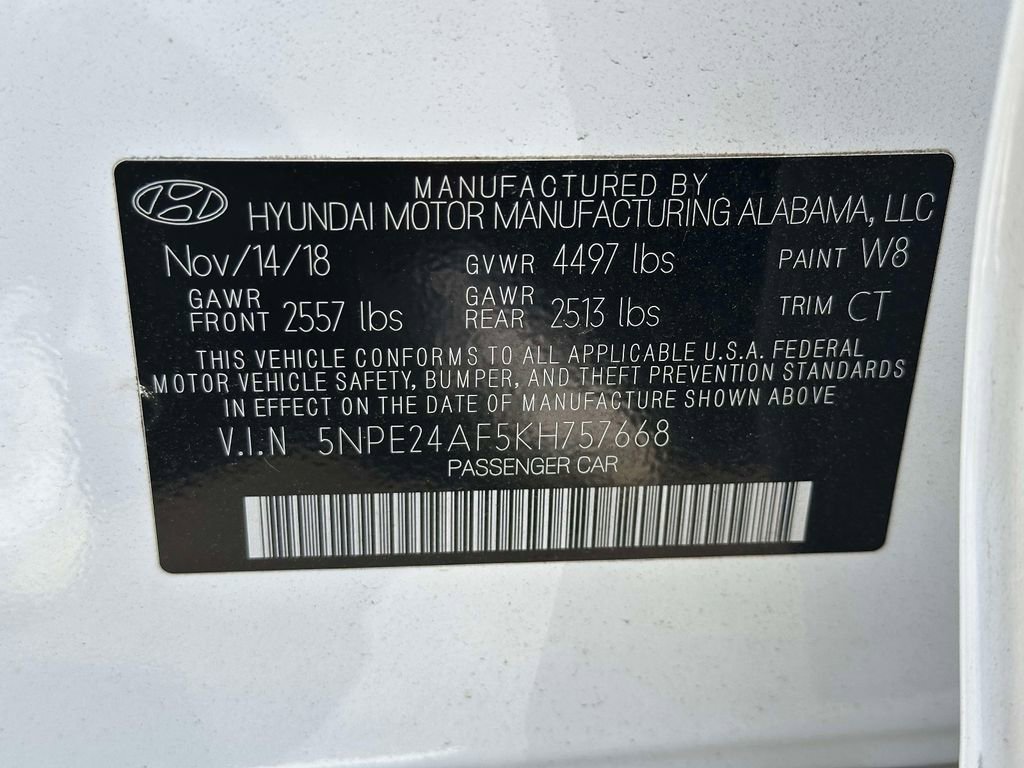 MANUFACTURED BY
HYUNDAI MOTOR MANUFACTURING ALABAMA, LLC
Nov/14/18 GVWR 4497 lbs PAINT W8
GAWR FRONT 2557 lbs GAWR REAR 2513 lbs TRIM CT
THIS VEHICLE CONFORMS TO ALL APPLICABLE U.S.A. FEDERAL
MOTOR VEHICLE SAFETY, BUMPER, AND THEFT PREVENTION STANDARDS
IN EFFECT ON THE DATE OF MANUFACTURE SHOWN ABOVE
V.I.N 5NPE24AF5KH757668
PASSENGER CAR